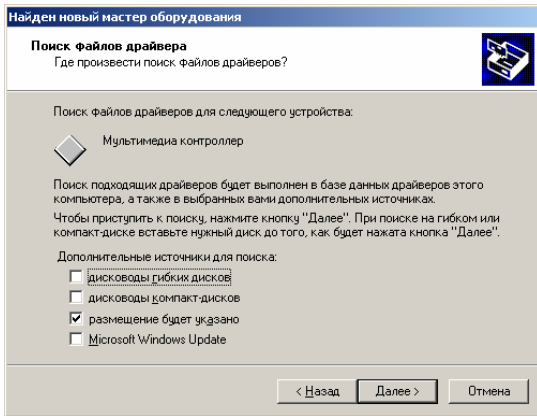 Найден новый мастер оборудования
Поиск файлов драйвера
Где произвести поиск файлов драйверов?
Поиск файлов драйверов для следующего устройства:
Мультимедиа контроллер
Поиск подходящих драйверов будет выполнен в базе данных драйверов этого
компьютера, а также в выбранных вами дополнительных источниках.
Чтобы приступить к поиску, нажмите кнопку "Далее". При поиске на гибком или
компакт-диске вставьте нужный диск до того, как будет нажата кнопка "Далее".
Дополнительные источники для поиска:
дисководы гибких дисков
дисководы компакт-дисков
размещение будет указано
Microsoft Windows Update
< Назад Далее > Отмена